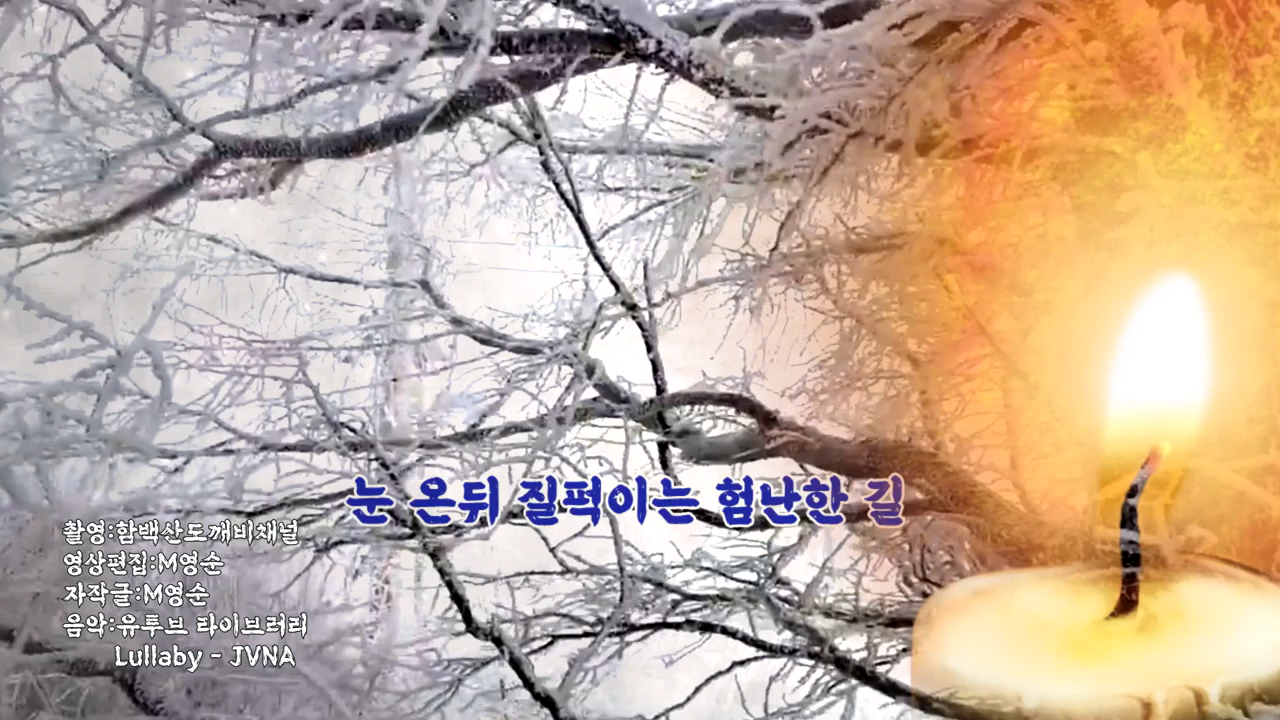 눈 온뒤 질퍽이는 험난한 길
촬영:함백산도깨비채널
영상편집:M영순
자작글:M영순
음악:유투브 라이브러리
Lullaby - JVNA